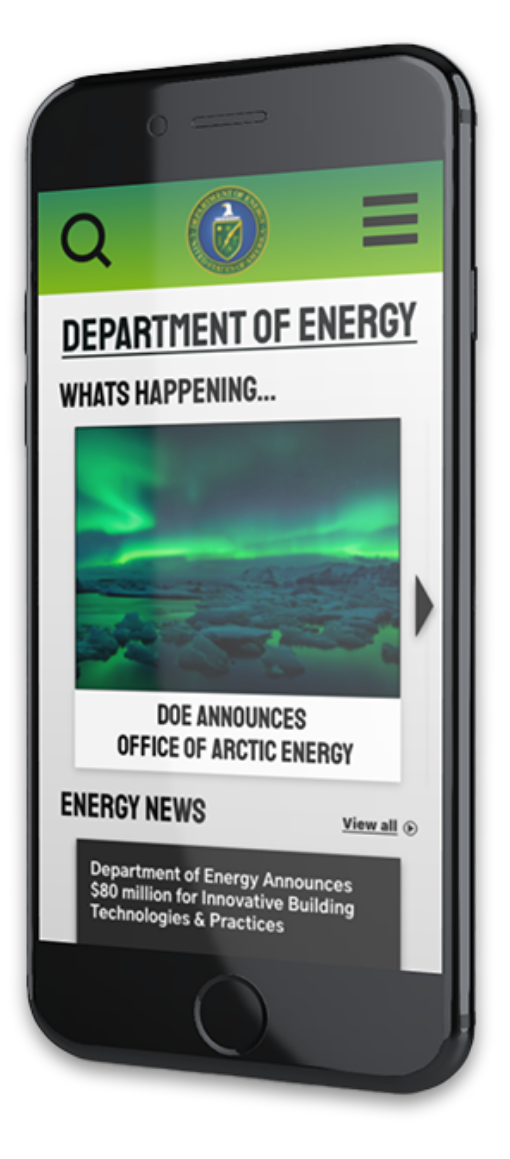 DEPARTMENT OF ENERGY
WHATS HAPPENING...
DOE ANNOUNCES
OFFICE OF ARCTIC ENERGY
ENERGY NEWS
View all
Department of Energy Announces
$80 million for Innovative Building
Technologies & Practices